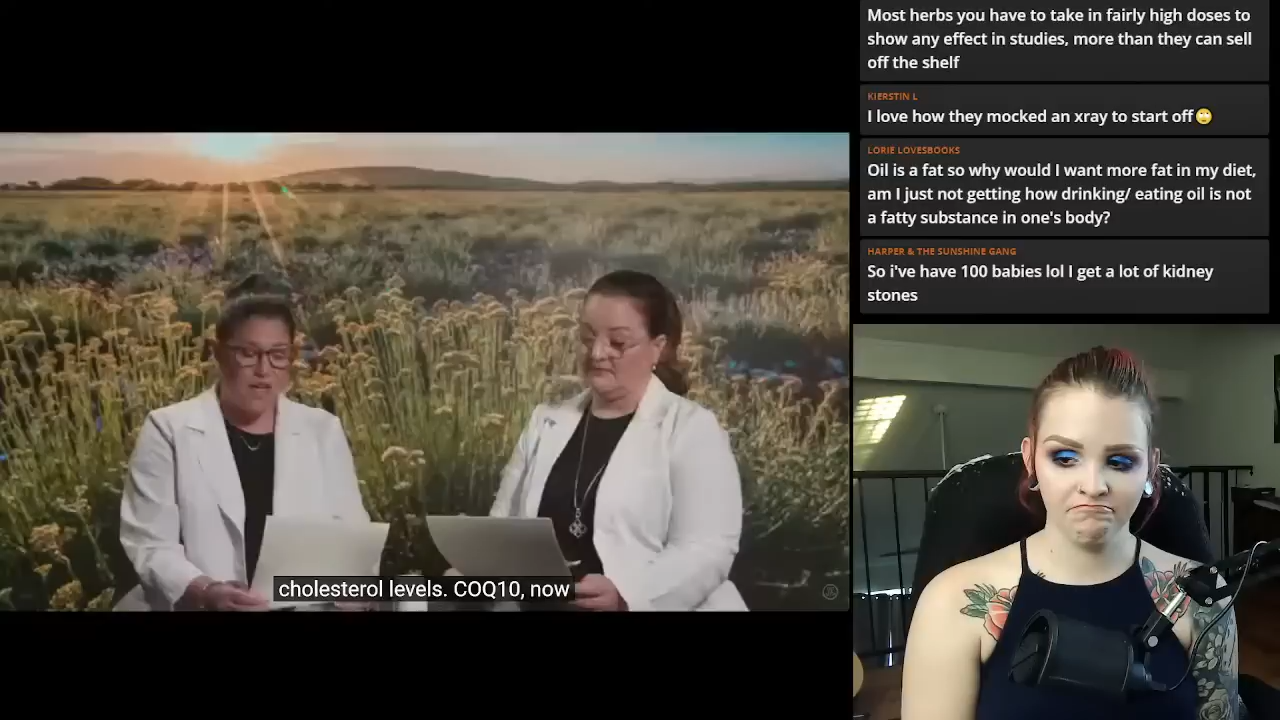 Most herbs you have to take in fairly high doses to
show any effect in studies, more than they can sell
off the shelf
KIERSTIN L
I love how they mocked an xray to start off🙄
LORIE LOVESBOOKS
Oil is a fat so why would I want more fat in my diet,
am I just not getting how drinking/ eating oil is not
a fatty substance in one's body?
HARPER & THE SUNSHINE GANG
So i've have 100 babies lol I get a lot of kidney
stones
cholesterol levels. COQ10, now